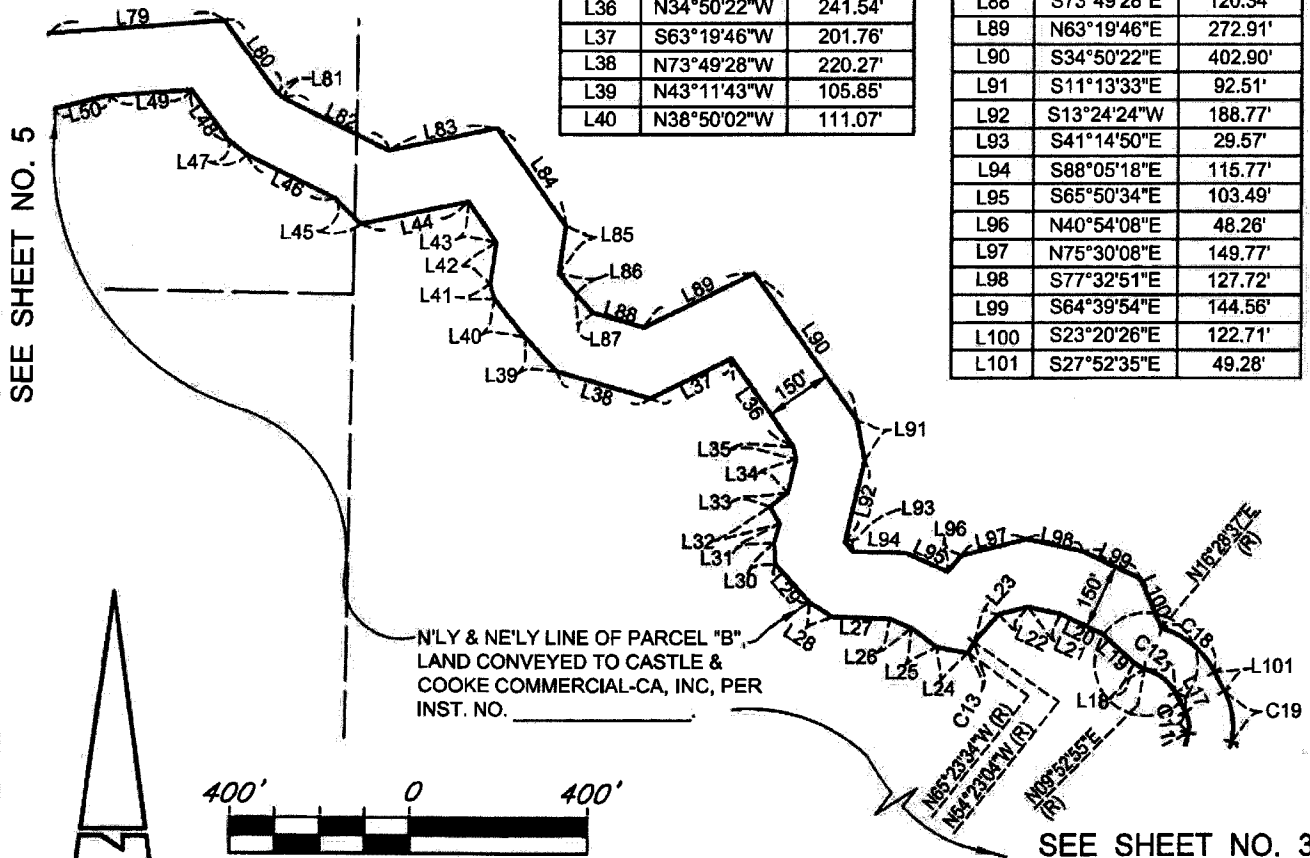 L36 N34°50'22"W 241.54'
L37 S63°19'46"W 201.76'
L38 N73°49'28"W 220.27'
L39 N43°11'43"W 105.85'
L40 N38°50'02"W 111.07'
L88 S73°49'28"E 120.54'
L89 N63°19'46"E 272.91'
L90 S34°50'22"E 402.90'
L91 S11°13'33"E 92.51'
L92 S13°24'24"W 188.77'
L93 S41°14'50"E 29.57'
L94 S88°05'18"E 115.77'
L95 S65°50'34"E 103.49'
L96 N40°54'08"E 48.26'
L97 N75°30'08"E 149.77'
L98 S77°32'51"E 127.72'
L99 S64°39'54"E 144.56'
L100 S23°20'26"E 122.71'
L101 S27°52'35"E 49.28'
SEE SHEET NO. 5
L79
L80
L81
L82
L83
L84
L85
L86
L87
L88
L89
L90
L91
L92
L93
L94
L95
L96
L97
L98
L99
L100
L101
C18
C19
L50
L49
L48
L47
L46
L45
L44
L43
L42
L41
L40
L39
L38
L37
L36
150'
L35
L34
L33
L32
L31
L30
L29
L28
L27
L26
L25
L24
L23
L22
L21
L20
L19
L18
L17
C13
C12
C11
150'
N16°28'37"E
(R)
N65°23'34"W (R)
N54°23'04"W (R)
N09°52'55"E
(R)
N'LY & NE'LY LINE OF PARCEL "B",
LAND CONVEYED TO CASTLE &
COOKE COMMERCIAL-CA, INC, PER
INST. NO. ____________.
400' 0 400'
SEE SHEET NO. 3